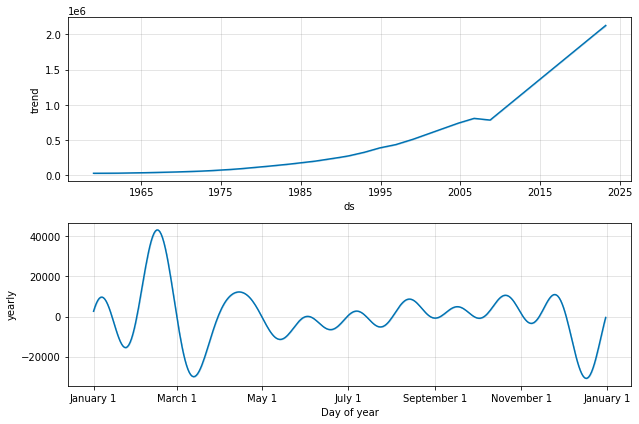 1e6
2.0
1.5
trend
1.0
0.5
0.0
1965 1975 1985 1995 2005 2015 2025
ds
40000
20000
yearly
0
−20000
January 1 March 1 May 1 July 1 September 1 November 1 January 1
Day of year